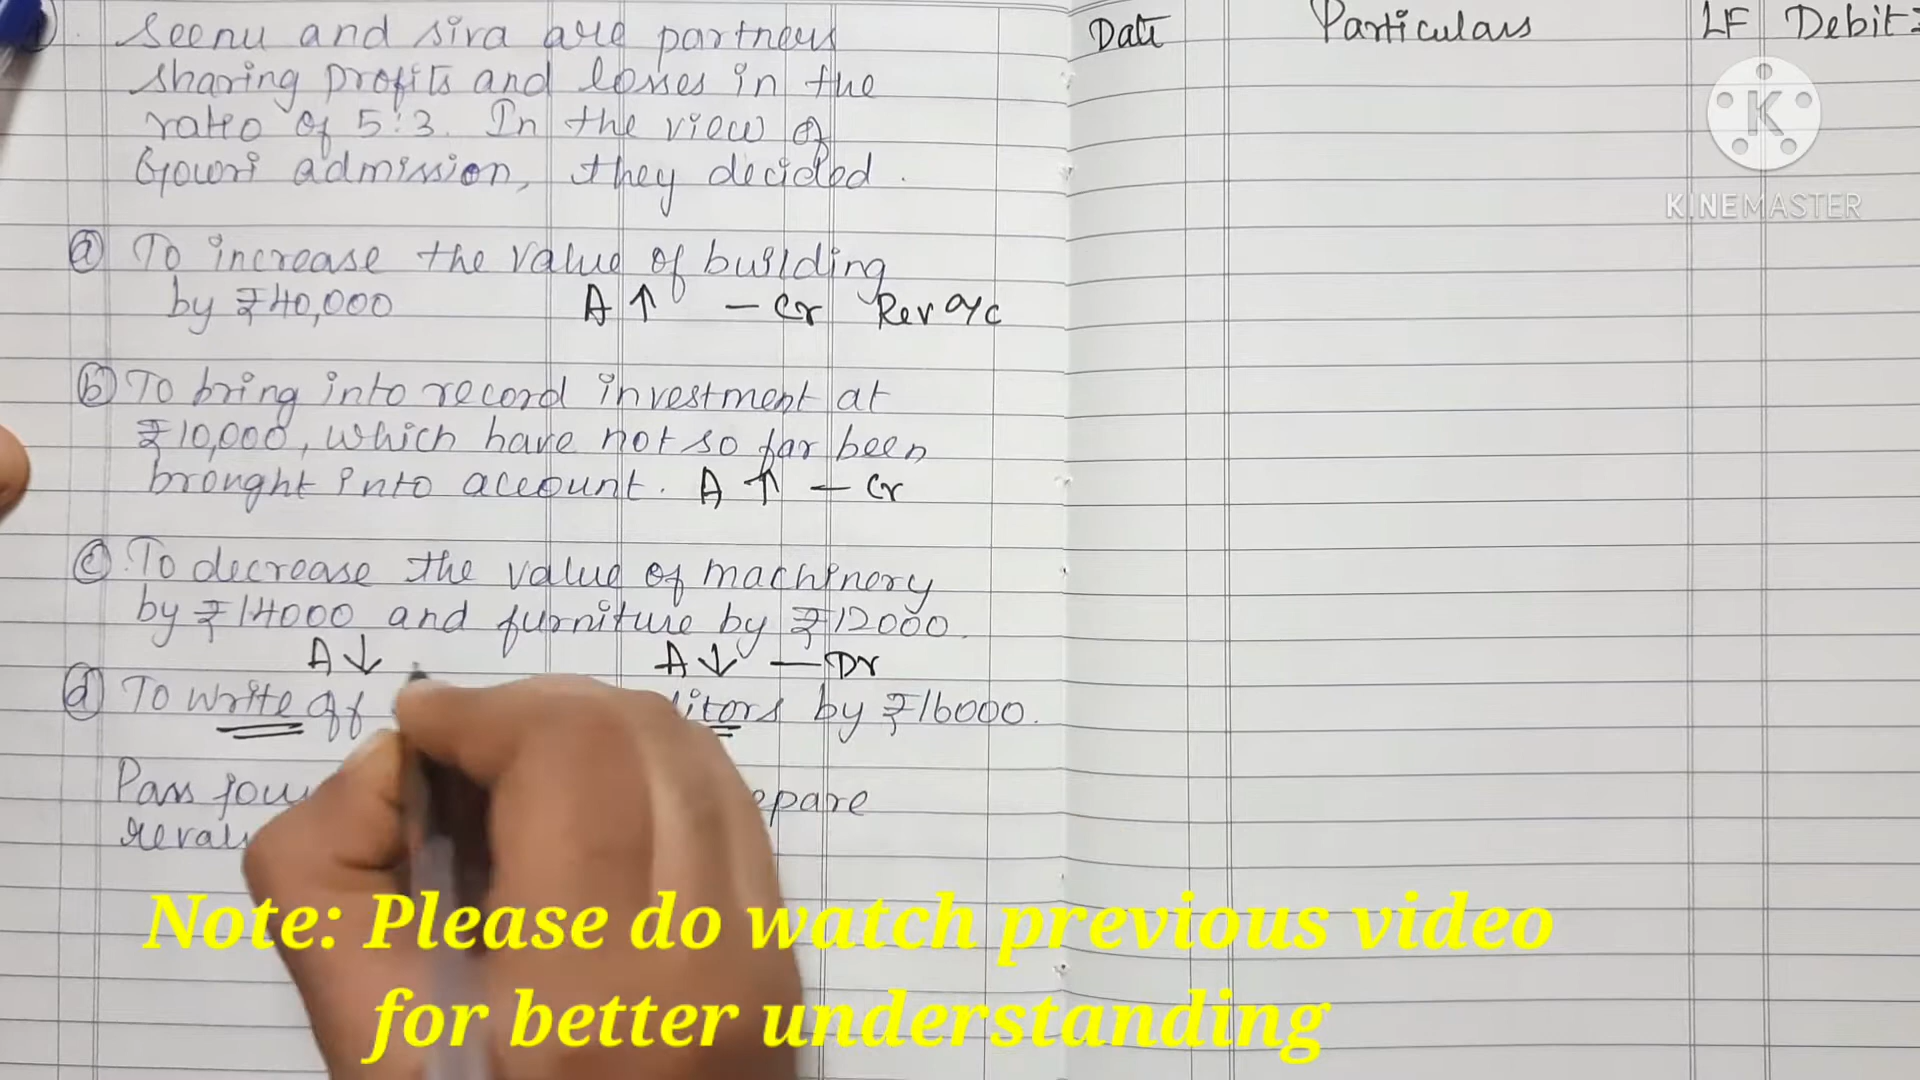 Seenu and Siva are partners
sharing profits and losses in the
ratio of 5:3. In the view of
Gowri admission, they decided.
(a) To increase the value of building
by ₹40,000 A ↑ – Cr Rev a/c
(b) To bring into record investment at
₹10,000, which have not so far been
brought into account. A ↑ – Cr
(c) To decrease the value of machinery
by ₹14000 and furniture by ₹12000.
A ↓ A ↓ — Dr
(d) To write off by ₹16000.
Pass
Date Particulars LF Debit ₹
KINEMASTER
Note: Please do watch previous video
for better understanding